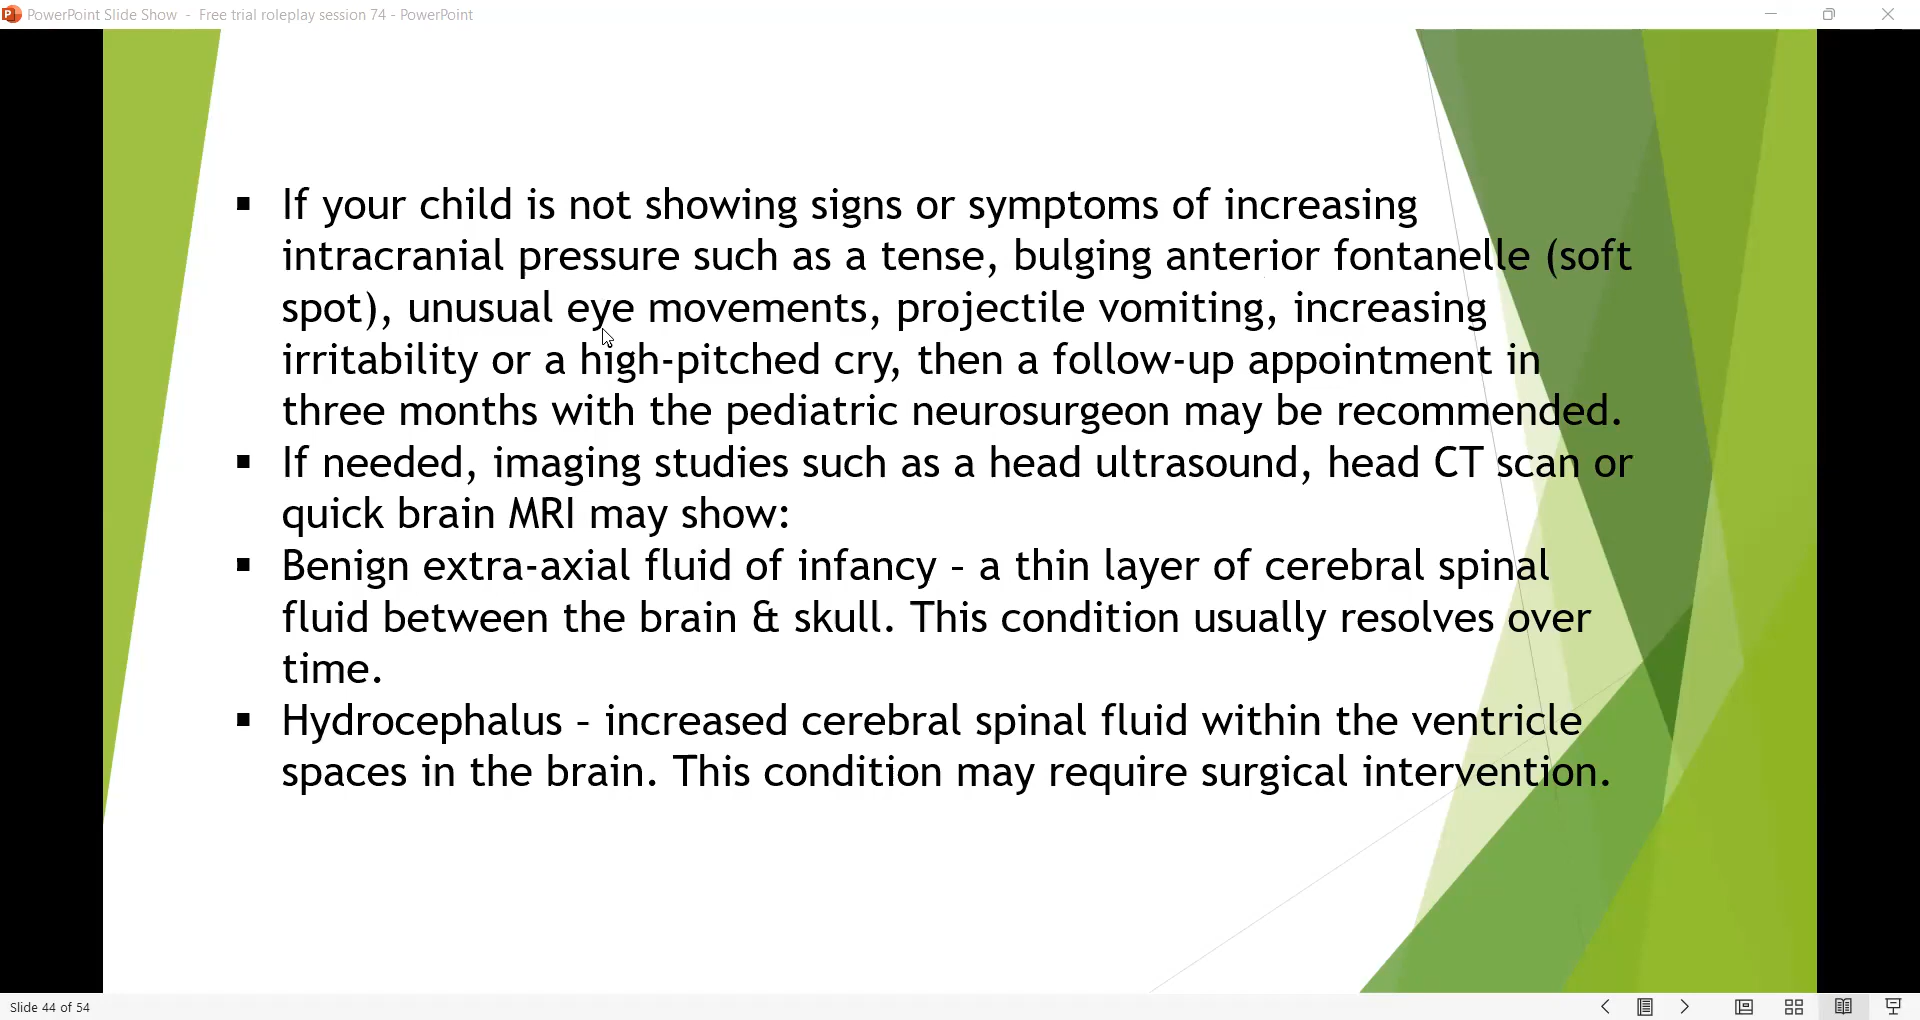 PowerPoint Slide Show - Free trial roleplay session 74 - PowerPoint
▪ If your child is not showing signs or symptoms of increasing
intracranial pressure such as a tense, bulging anterior fontanelle (soft
spot), unusual eye movements, projectile vomiting, increasing
irritability or a high-pitched cry, then a follow-up appointment in
three months with the pediatric neurosurgeon may be recommended.
▪ If needed, imaging studies such as a head ultrasound, head CT scan or
quick brain MRI may show:
▪ Benign extra-axial fluid of infancy – a thin layer of cerebral spinal
fluid between the brain & skull. This condition usually resolves over
time.
▪ Hydrocephalus – increased cerebral spinal fluid within the ventricle
spaces in the brain. This condition may require surgical intervention.
Slide 44 of 54